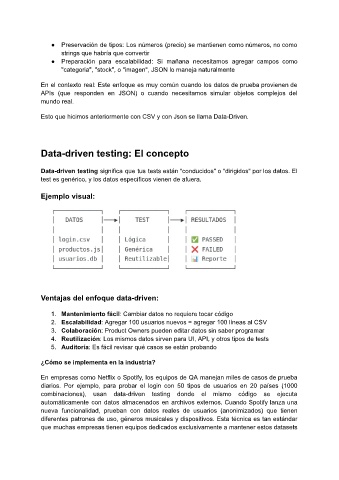 ● Preservación de tipos: Los números (precio) se mantienen como números, no como
strings que habría que convertir
● Preparación para escalabilidad: Si mañana necesitamos agregar campos como
"categoría", "stock", o "imagen", JSON lo maneja naturalmente
En el contexto real: Este enfoque es muy común cuando los datos de prueba provienen de
APIs (que responden en JSON) o cuando necesitamos simular objetos complejos del
mundo real.
Esto que hicimos anteriormente con CSV y con Json se llama Data-Driven.
Data-driven testing: El concepto
Data-driven testing significa que tus tests están "conducidos" o "dirigidos" por los datos. El
test es genérico, y los datos específicos vienen de afuera.
Ejemplo visual:
DATOS TEST RESULTADOS
login.csv Lógica ✅ PASSED
productos.js Genérica ❌ FAILED
usuarios.db Reutilizable 📊 Reporte
Ventajas del enfoque data-driven:
1. Mantenimiento fácil: Cambiar datos no requiere tocar código
2. Escalabilidad: Agregar 100 usuarios nuevos = agregar 100 líneas al CSV
3. Colaboración: Product Owners pueden editar datos sin saber programar
4. Reutilización: Los mismos datos sirven para UI, API, y otros tipos de tests
5. Auditoría: Es fácil revisar qué casos se están probando
¿Cómo se implementa en la industria?
En empresas como Netflix o Spotify, los equipos de QA manejan miles de casos de prueba
diarios. Por ejemplo, para probar el login con 50 tipos de usuarios en 20 países (1000
combinaciones), usan data-driven testing donde el mismo código se ejecuta
automáticamente con datos almacenados en archivos externos. Cuando Spotify lanza una
nueva funcionalidad, prueban con datos reales de usuarios (anonimizados) que tienen
diferentes patrones de uso, géneros musicales y dispositivos. Esta técnica es tan estándar
que muchas empresas tienen equipos dedicados exclusivamente a mantener estos datasets